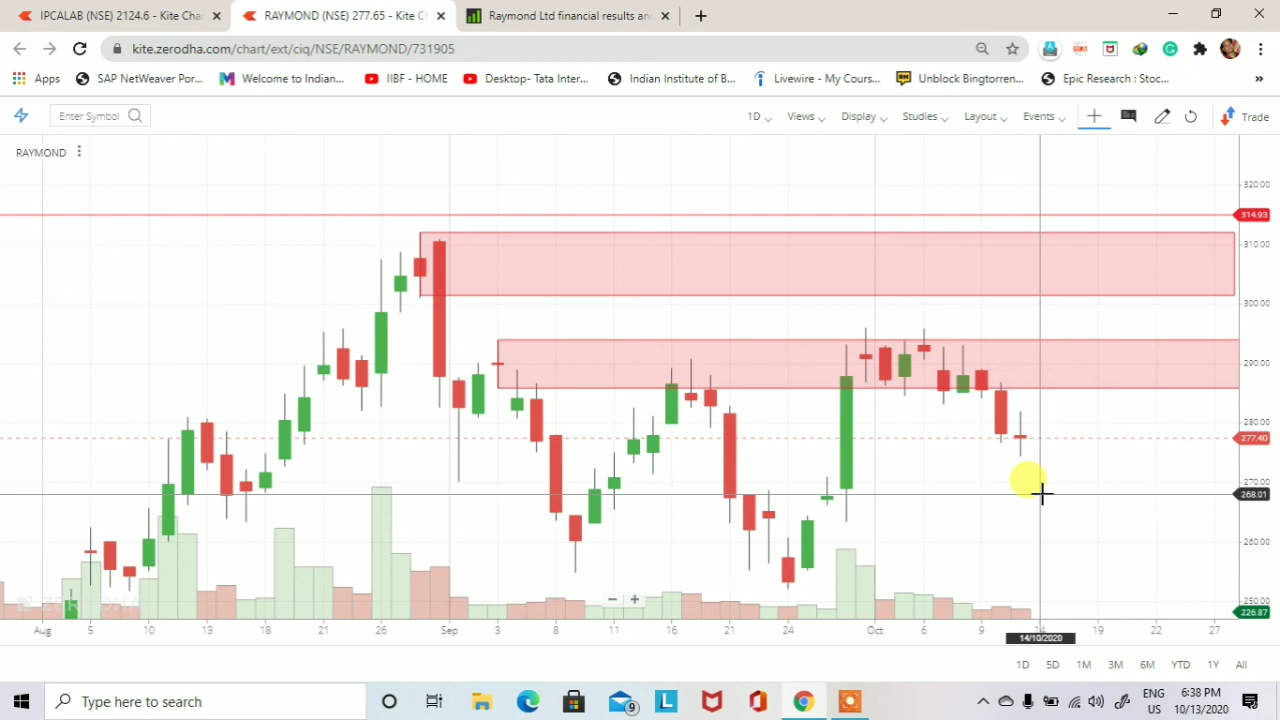 IPCALAB (NSE) 2124.6 - Kite Char
RAYMOND (NSE) 277.65 - Kite Ch
Raymond Ltd financial results and
kite.zerodha.com/chart/ext/ciq/NSE/RAYMOND/731905
Apps
SAP NetWeaver Por...
Welcome to Indian...
IIBF - HOME
Desktop- Tata Inter...
Indian Institute of B...
Livewire - My Cours...
Unblock Bingtorren...
Epic Research : Stoc...
»
Enter Symbol
1D
Views
Display
Studies
Layout
Events
Trade
RAYMOND
320.00
314.93
310.00
300.00
290.00
280.00
277.40
270.00
268.01
260.00
250.00
226.87
ZERODHA
Aug 5 10 13 18 21 26 Sep 3 8 11 16 21 24 Oct 6 9 14 19 22 27
14/10/2020
1D 5D 1M 3M 6M YTD 1Y All
Type here to search
9
ENG
US
6:38 PM
10/13/2020